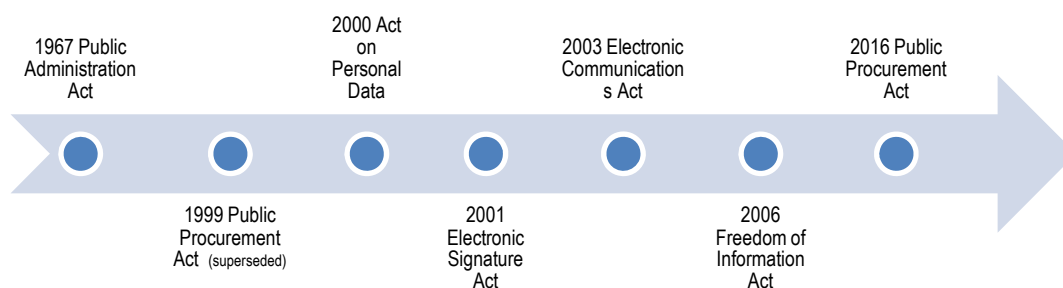 1967 Public
Administration
Act
1999 Public
Procurement
Act (superseded)
2000 Act
on
Personal
Data
2001
Electronic
Signature
Act
2003 Electronic
Communication
s Act
2006
Freedom of
Information
Act
2016 Public
Procurement
Act